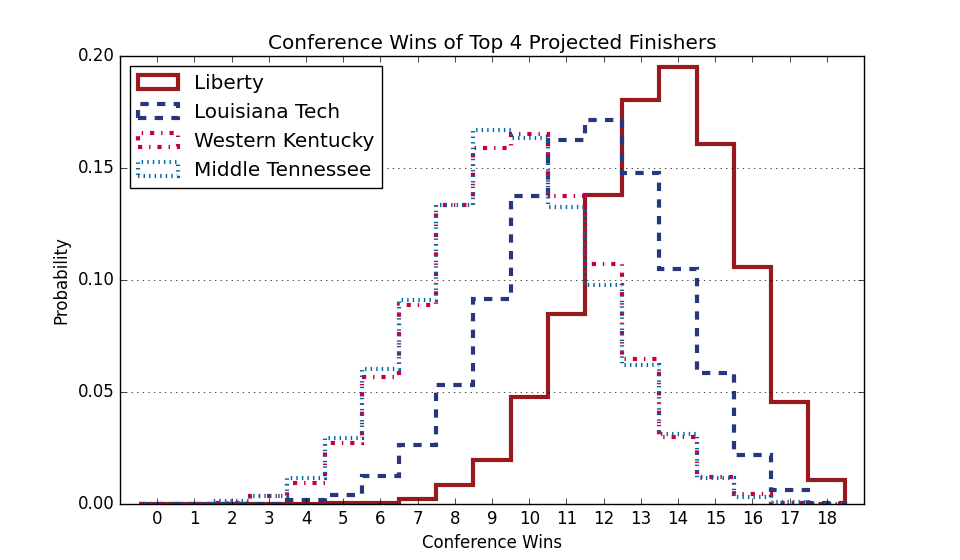 Conference Wins of Top 4 Projected Finishers
0.20
0.15
0.10
0.05
0.00
Probability
Liberty
Louisiana Tech
Western Kentucky
Middle Tennessee
0 1 2 3 4 5 6 7 8 9 10 11 12 13 14 15 16 17 18
Conference Wins